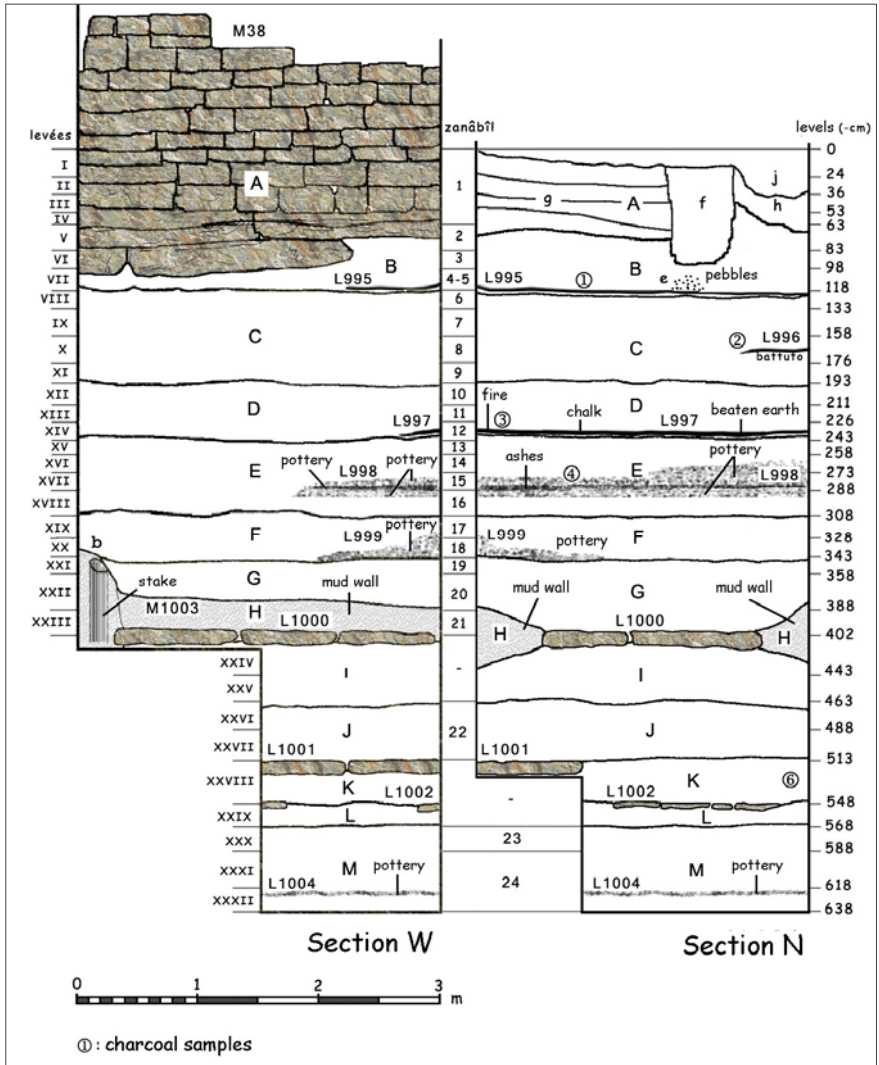 M38
levées
zanâbîl
levels (-cm)
0
I
24
j
II
A
1
g
A
f
36
h
III
53
IV
63
V
2
83
VI
3
B
B
98
VII
L995
4-5
L995
①
e
pebbles
118
VIII
6
133
IX
7
②
L996
158
C
C
X
8
battuto
176
XI
9
193
XII
10
fire
D
211
XIII
D
11
③
chalk
L997
beaten earth
226
XIV
L997
12
243
XV
13
pottery
258
XVI
pottery
L998
pottery
14
ashes
E
273
XVII
E
15
④
L998
288
XVIII
16
308
XIX
pottery
17
328
F
L999
pottery
F
XX
18
343
b
XXI
19
358
G
XXII
stake
mud wall
20
mud wall
G
mud wall
388
M1003
H
XXIII
L1000
21
H
L1000
H
402
XXIV
I
-
I
443
XXV
463
XXVI
J
22
J
488
XXVII
L1001
L1001
513
XXVIII
K
K
⑥
L1002
-
L1002
548
XXIX
L
L
568
XXX
23
588
XXXI
M
pottery
24
M
pottery
L1004
L1004
618
XXXII
638
Section W
Section N
0 1 2 3
m
① : charcoal samples